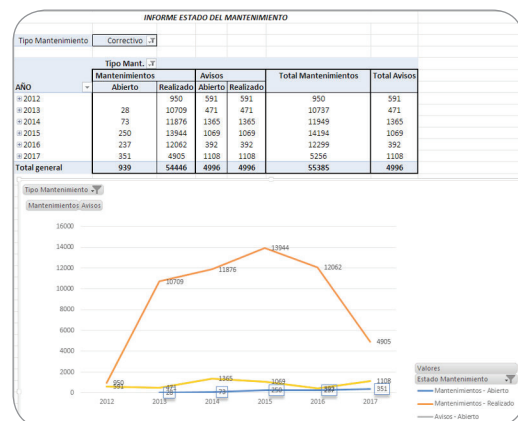 INFORME ESTADO DEL MANTENIMIENTO
Tipo Mantenimiento Correctivo
Tipo Mant.
Mantenimientos Avisos Total Mantenimientos Total Avisos
AÑO Abierto Realizado Abierto Realizado
2012 950 591 591 950 591
2013 28 10709 471 471 10737 471
2014 73 11876 1365 1365 11949 1365
2015 250 13944 1069 1069 14194 1069
2016 237 12062 392 392 12299 392
2017 351 4905 1108 1108 5256 1108
Total general 939 54446 4996 4996 55385 4996
Tipo Mantenimiento
Mantenimientos Avisos
16000
14000 13944
12000 11876 12062
10000 10709
8000
6000
4000 4905
2000 950 591 471 1365 1069 1108
0 28 73 250 237 351
2012 2013 2014 2015 2016 2017
Valores
Estado Mantenimiento
Mantenimientos - Abierto
Mantenimientos - Realizado
Avisos - Abierto